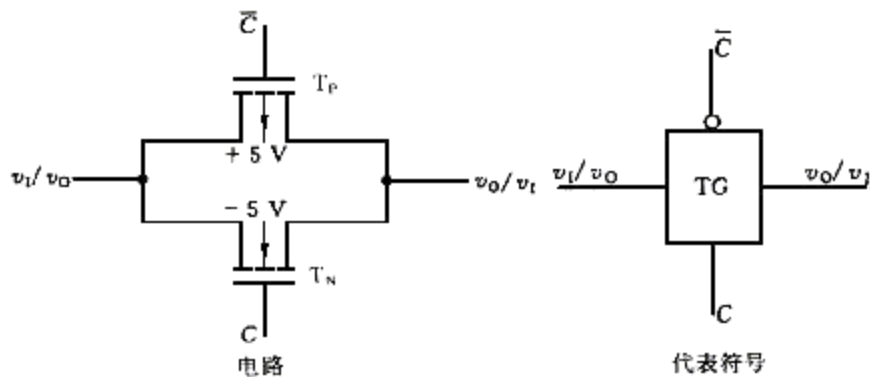 C̅
T_P
+ 5 V
v_I/v_O
v_O/v_I
− 5 V
T_N
C
电路
C̅
v_I/v_O
TG
v_O/v_I
C
代表符号